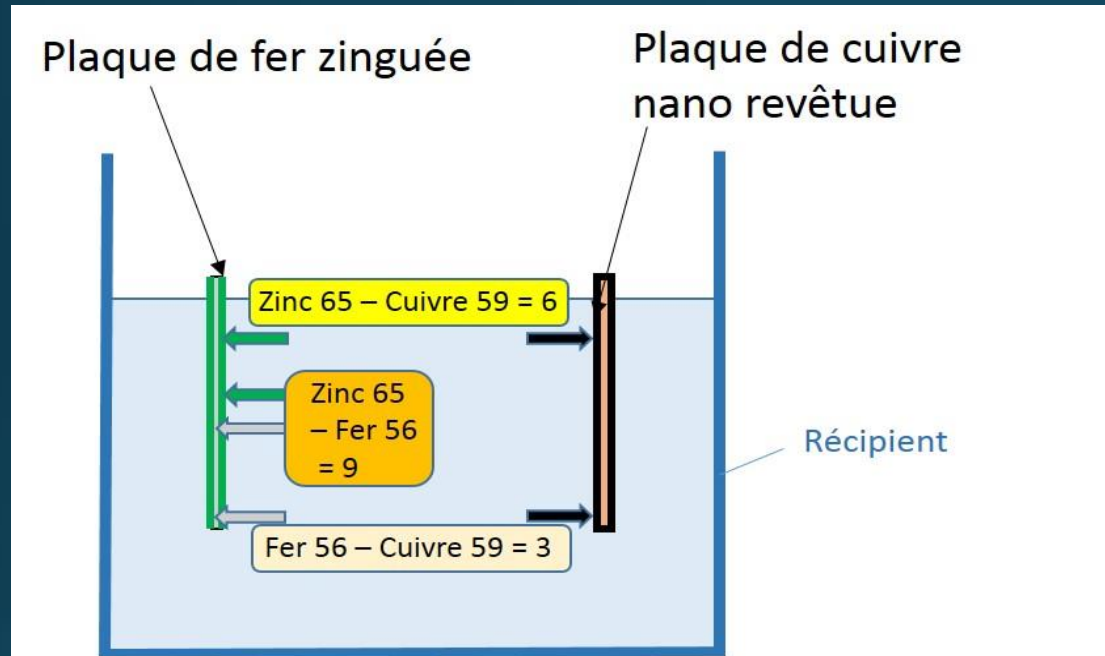 Plaque de fer zinguée
Plaque de cuivre
nano revêtue
Zinc 65 – Cuivre 59 = 6
Zinc 65
– Fer 56
= 9
Récipient
Fer 56 – Cuivre 59 = 3